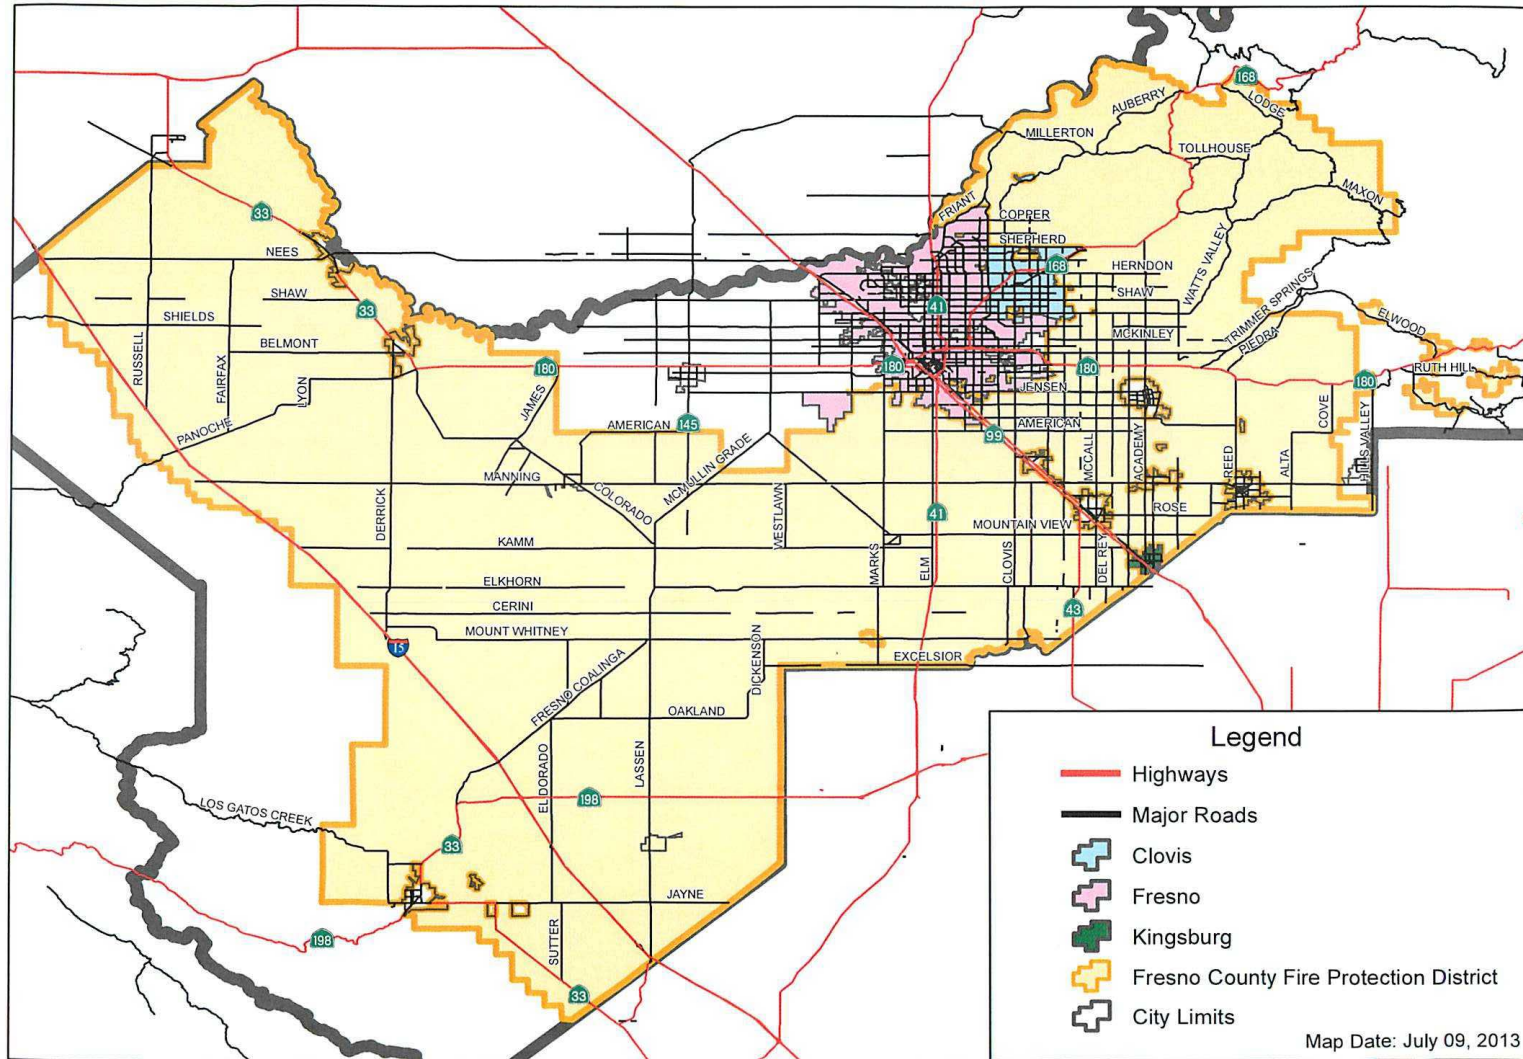 168
AUBERRY
LODGE
MILLERTON
TOLLHOUSE
MAXON
33
FRIANT
COPPER
NEES
SHEPHERD
168
HERNDON
WATTS VALLEY
SHAW
SHAW
TRIMMER SPRINGS
33
41
SHIELDS
MCKINLEY
ELWOOD
PIEDRA
BELMONT
RUSSELL
FAIRFAX
180
180
180
RUTH HILL
180
LYON
JAMES
JENSEN
PANOCHE
145
AMERICAN
AMERICAN
COVE
HILLS VALLEY
99
MCMULLIN GRADE
MCCALL
ACADEMY
REED
ALTA
MANNING
COLORADO
DERRICK
WESTLAWN
41
ROSE
MOUNTAIN VIEW
KAMM
MARKS
ELM
CLOVIS
DEL REY
ELKHORN
CERINI
43
MOUNT WHITNEY
15
EXCELSIOR
DICKENSON
FRESNO COALINGA
OAKLAND
EL DORADO
LASSEN
198
LOS GATOS CREEK
33
JAYNE
198
SUTTER
33
Legend
Highways
Major Roads
Clovis
Fresno
Kingsburg
Fresno County Fire Protection District
City Limits
Map Date: July 09, 2013